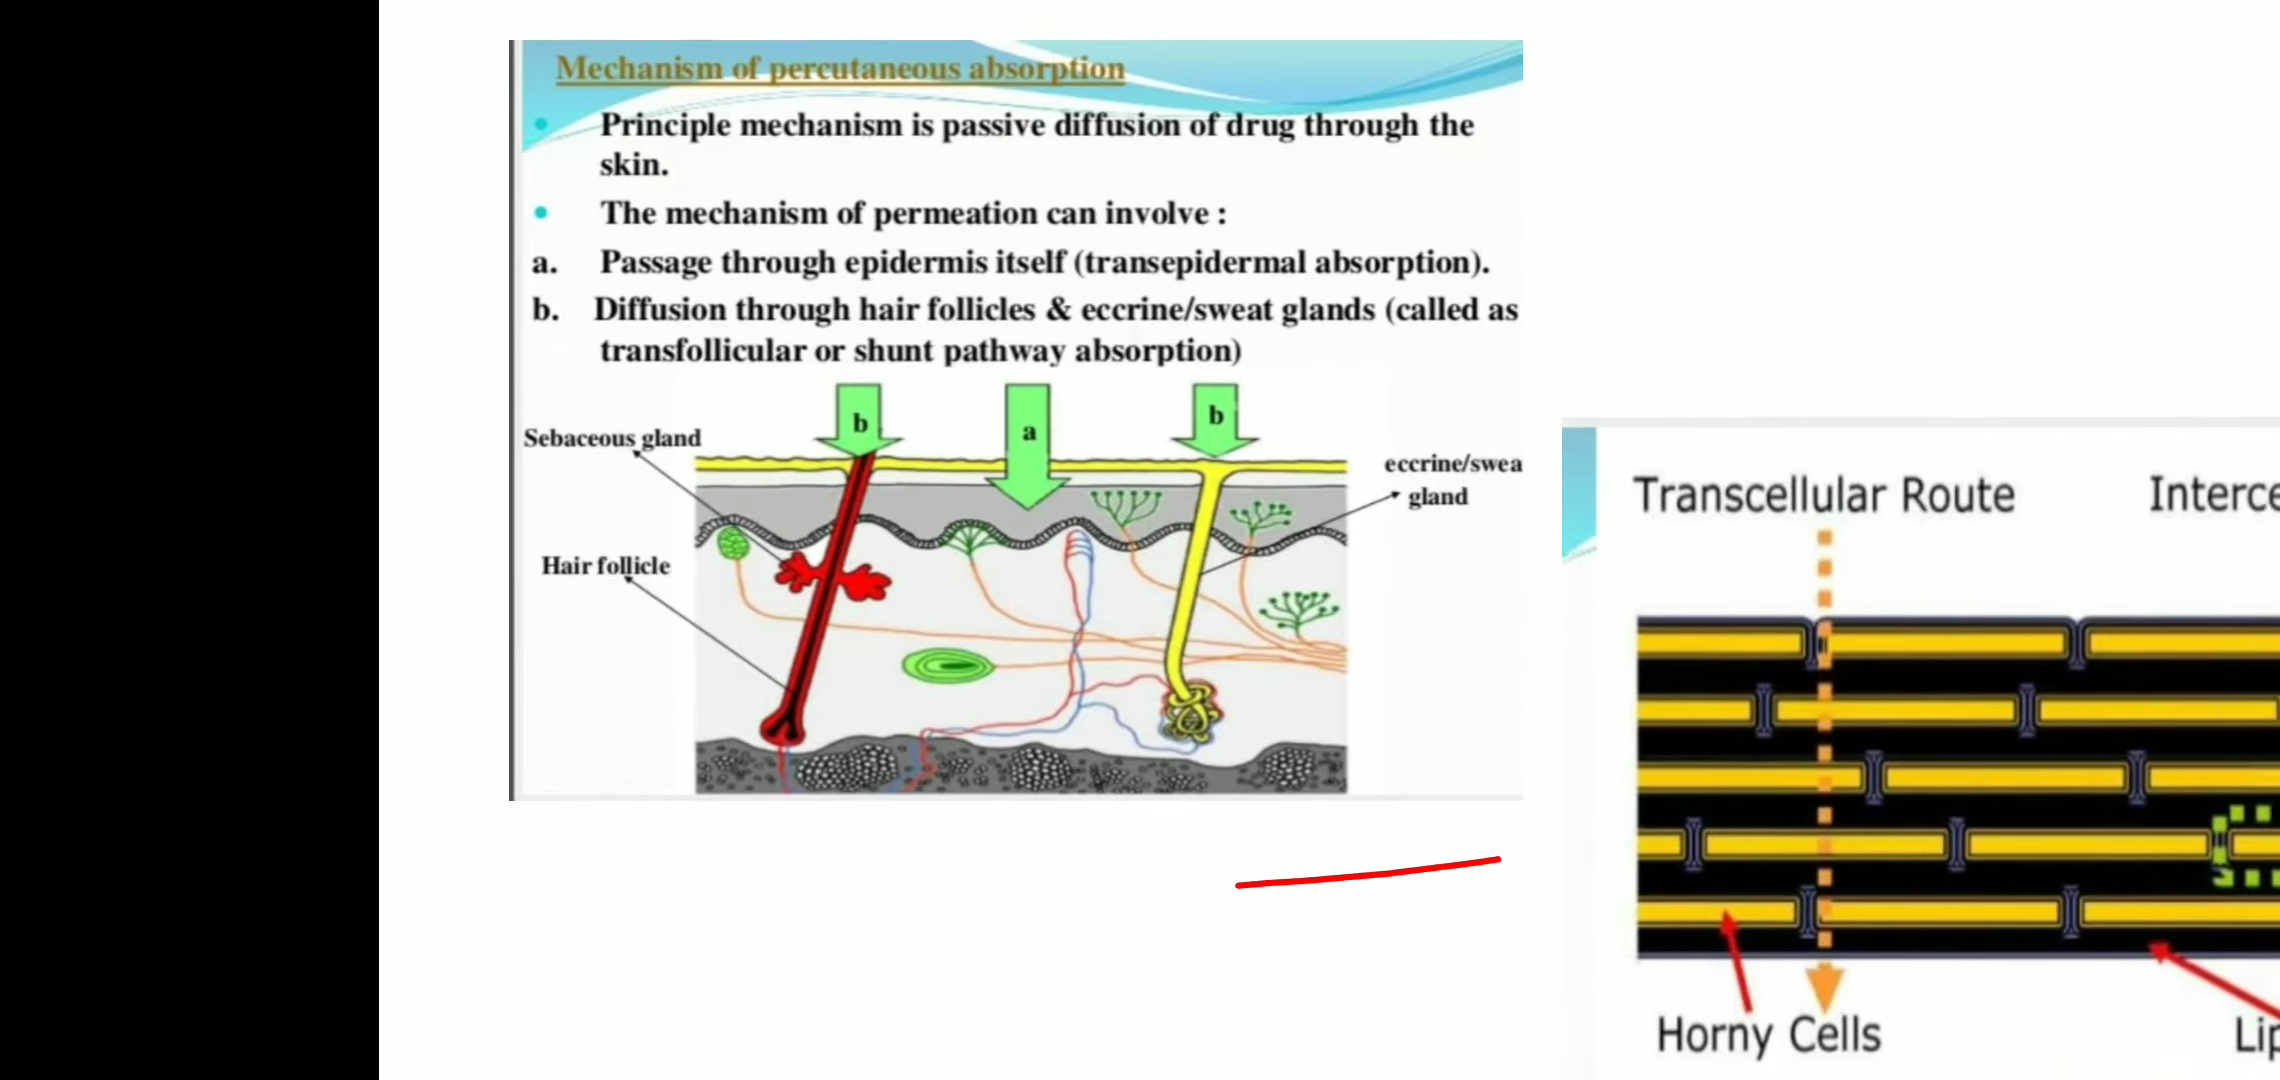 Mechanism of percutaneous absorption
• Principle mechanism is passive diffusion of drug through the
skin.
• The mechanism of permeation can involve :
a. Passage through epidermis itself (transepidermal absorption).
b. Diffusion through hair follicles & eccrine/sweat glands (called as
transfollicular or shunt pathway absorption)
b
a
b
Sebaceous gland
eccrine/swea
gland
Hair follicle
Transcellular Route
Interce
Horny Cells
Lip